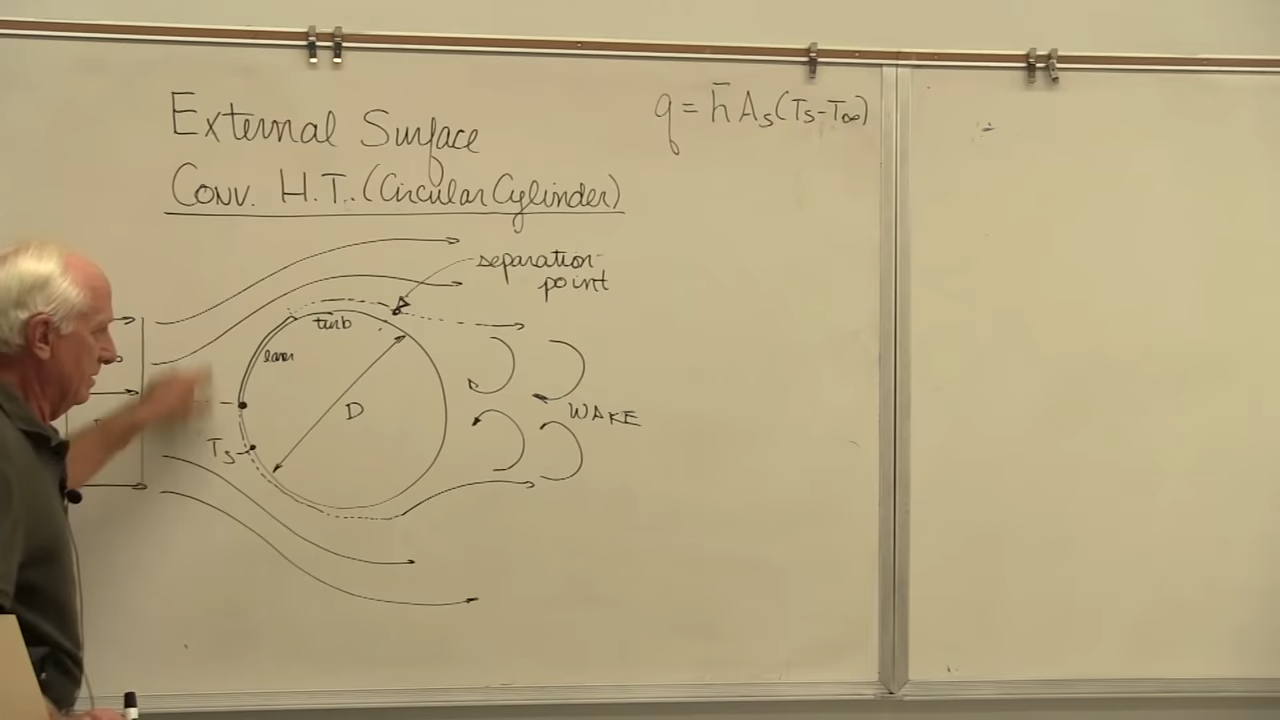 External Surface
Conv. H.T. (Circular Cylinder)
q = h̄ As (Ts - T∞)
separation
point
turb
lam
D
Ts
WAKE